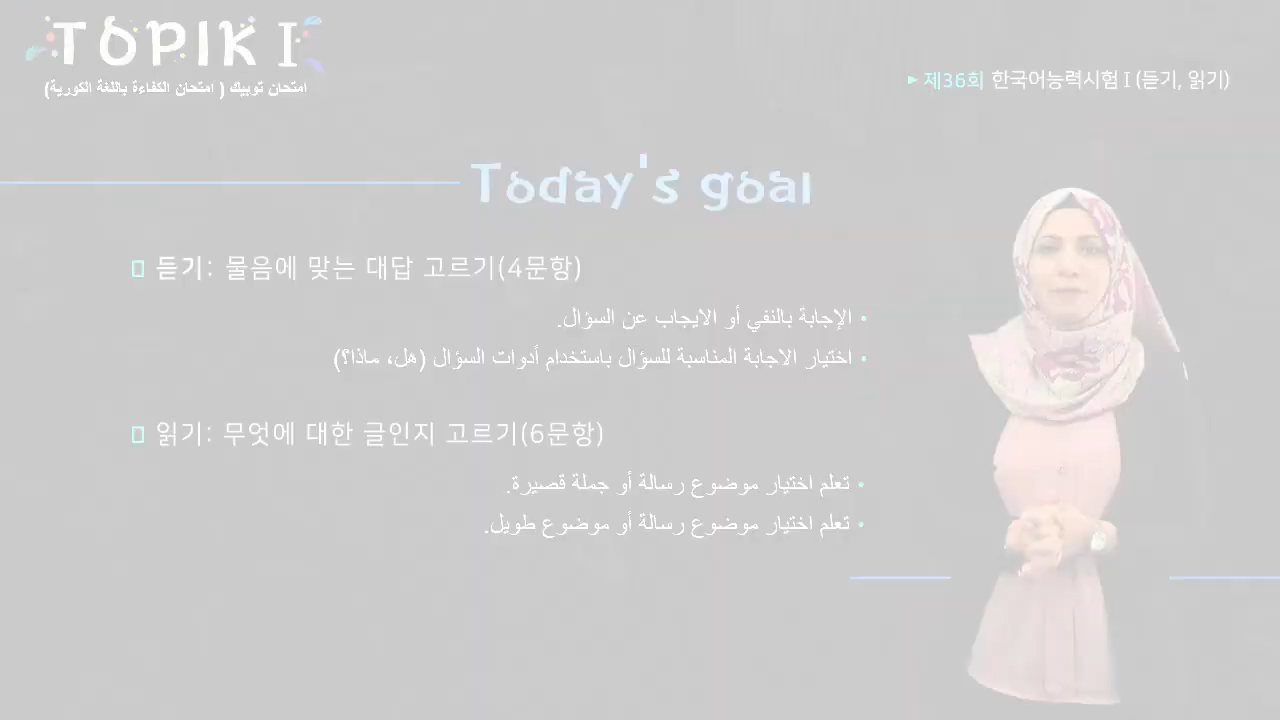 TOPIK I
امتحان توبيك ( امتحان الكفاءة باللغة الكورية)
▸ 제36회 한국어능력시험 I (듣기, 읽기)
Today's goal
듣기: 물음에 맞는 대답 고르기(4문항)
• الإجابة بالنفي أو الايجاب عن السؤال.
• اختيار الاجابة المناسبة للسؤال باستخدام أدوات السؤال (هل، ماذا؟)
읽기: 무엇에 대한 글인지 고르기(6문항)
• تعلم اختيار موضوع رسالة أو جملة قصيرة.
• تعلم اختيار موضوع رسالة أو موضوع طويل.